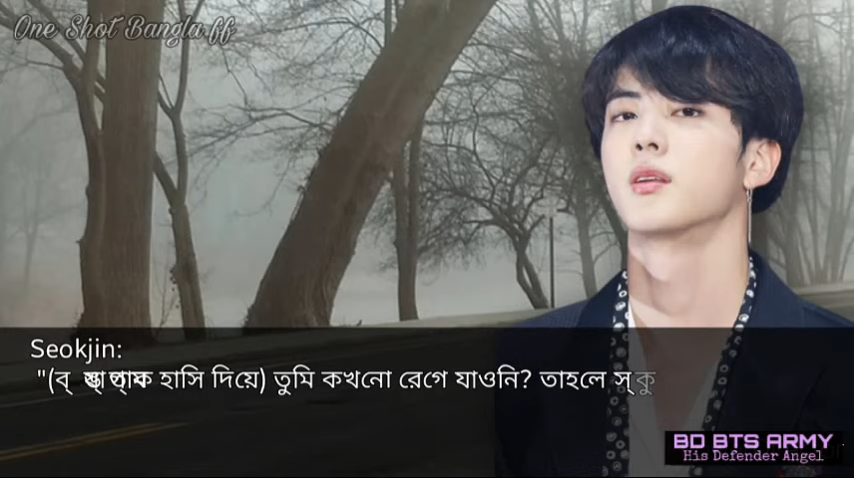 One Shot Bangla ff
Seokjin:
"( হাসি দিয়ে) তুমি কখনো রেগে যাওনি? তাহলে স্কু
BD BTS ARMY
His Defender Angel